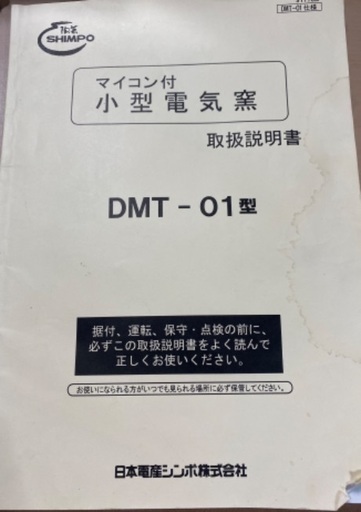 DMT-01仕様
SHIMPO
マイコン付
小型電気窯
取扱説明書
DMT-01型
据付、運転、保守・点検の前に、
必ずこの取扱説明書をよく読んで
正しくお使いください。
お使いになられる方がいつでも見られる場所に必ず保管してください。
日本電産シンポ株式会社